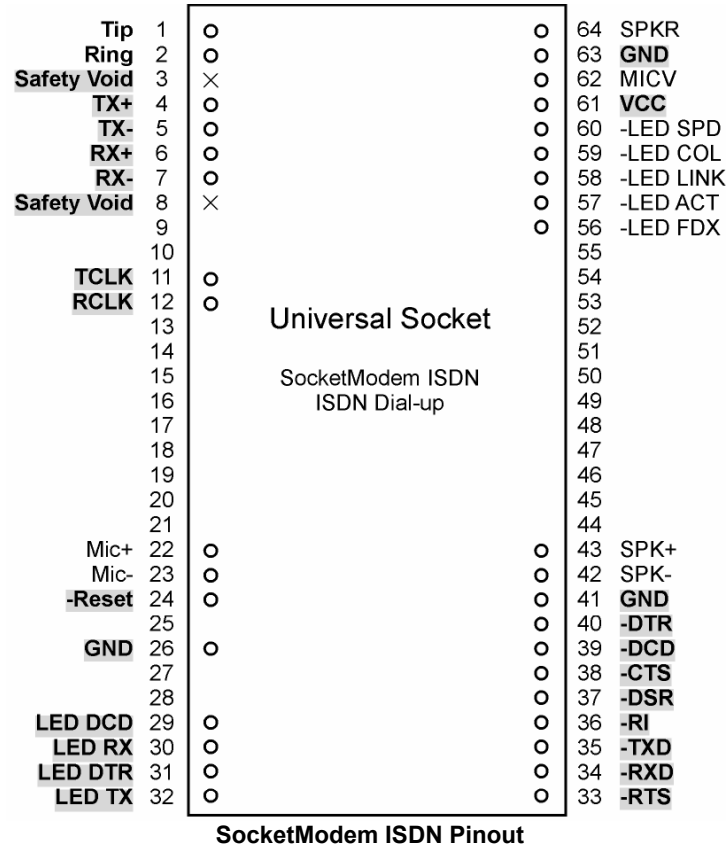 Tip 1 64 SPKR
Ring 2 63 GND
Safety Void 3 62 MICV
TX+ 4 61 VCC
TX- 5 60 -LED SPD
RX+ 6 59 -LED COL
RX- 7 58 -LED LINK
Safety Void 8 57 -LED ACT
9 56 -LED FDX
10 55
TCLK 11 54
RCLK 12 53
13 Universal Socket 52
14 51
15 SocketModem ISDN 50
16 ISDN Dial-up 49
17 48
18 47
19 46
20 45
21 44
Mic+ 22 43 SPK+
Mic- 23 42 SPK-
-Reset 24 41 GND
25 40 -DTR
GND 26 39 -DCD
27 38 -CTS
28 37 -DSR
LED DCD 29 36 -RI
LED RX 30 35 -TXD
LED DTR 31 34 -RXD
LED TX 32 33 -RTS
SocketModem ISDN Pinout